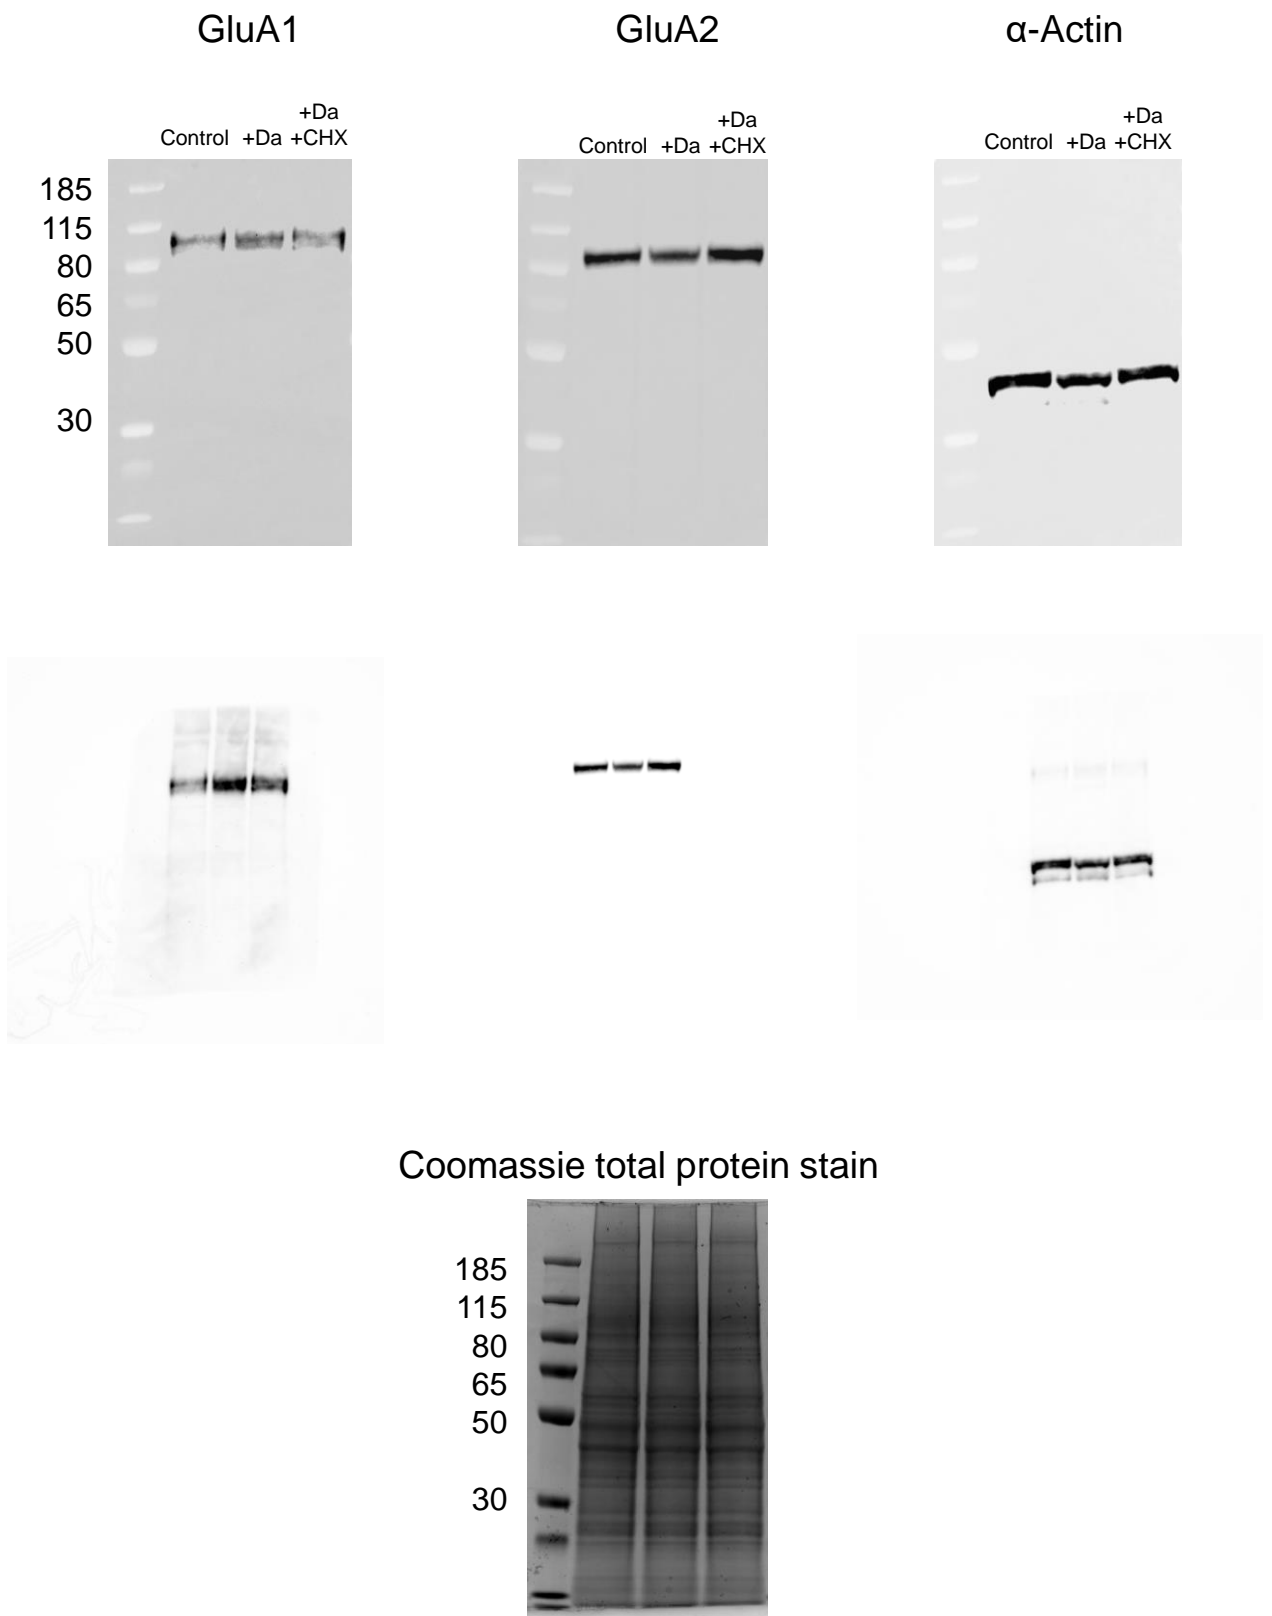 GluA1
GluA2
α-Actin
+Da
Control +Da +CHX
+Da
Control +Da +CHX
+Da
Control +Da +CHX
185
115
80
65
50
30
Coomassie total protein stain
185
115
80
65
50
30